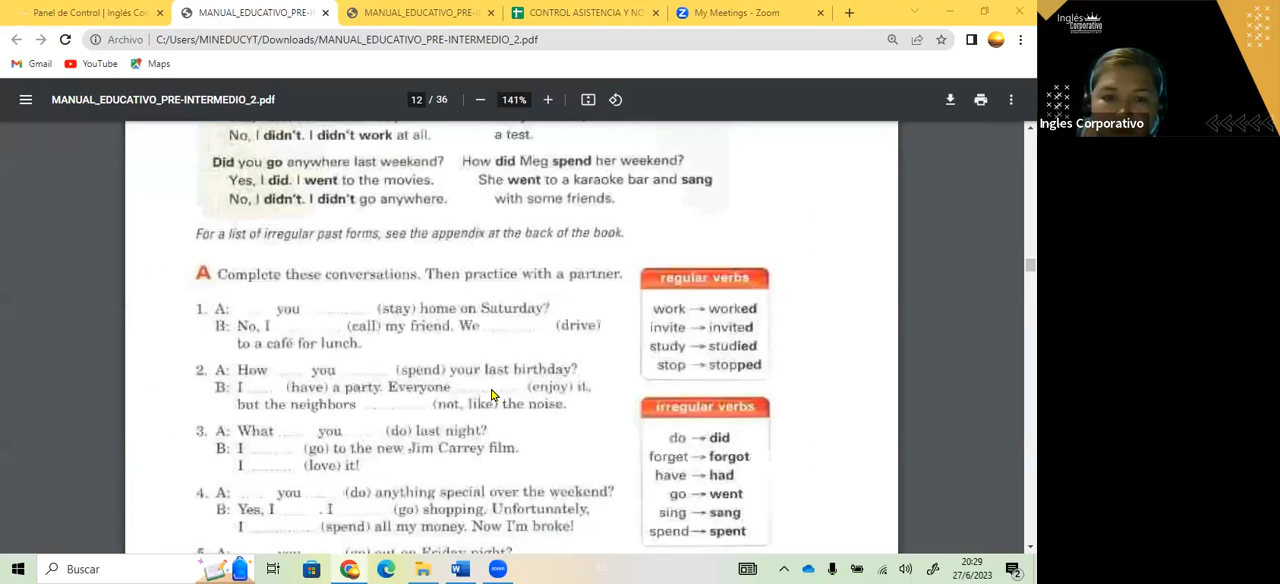 Panel de Control | Inglés Cor
MANUAL_EDUCATIVO_PRE-I
MANUAL_EDUCATIVO_PRE-I
CONTROL ASISTENCIA Y NO
My Meetings - Zoom
Archivo
C:/Users/MINEDUCYT/Downloads/MANUAL_EDUCATIVO_PRE-INTERMEDIO_2.pdf
Gmail
YouTube
Maps
MANUAL_EDUCATIVO_PRE-INTERMEDIO_2.pdf
12 / 36
141%
No, I didn't. I didn't work at all.
a test.
Did you go anywhere last weekend?
How did Meg spend her weekend?
Yes, I did. I went to the movies.
She went to a karaoke bar and sang
No, I didn't. I didn't go anywhere.
with some friends.
For a list of irregular past forms, see the appendix at the back of the book.
A Complete these conversations. Then practice with a partner.
1. A: ........ you ........ (stay) home on Saturday?
B: No, I ........ (call) my friend. We ........ (drive)
to a café for lunch.
2. A: How ........ you ........ (spend) your last birthday?
B: I ........ (have) a party. Everyone ........ (enjoy) it,
but the neighbors ........ (not, like) the noise.
3. A: What ........ you ........ (do) last night?
B: I ........ (go) to the new Jim Carrey film.
I ........ (love) it!
4. A: ........ you ........ (do) anything special over the weekend?
B: Yes, I ........ . I ........ (go) shopping. Unfortunately,
I ........ (spend) all my money. Now I'm broke!
5. A: ........ you ........ (go) out on Friday night?
regular verbs
work → worked
invite → invited
study → studied
stop → stopped
irregular verbs
do → did
forget → forgot
have → had
go → went
sing → sang
spend → spent
Inglés
Corporativo
Ingles Corporativo
Buscar
20:29
27/6/2023
2